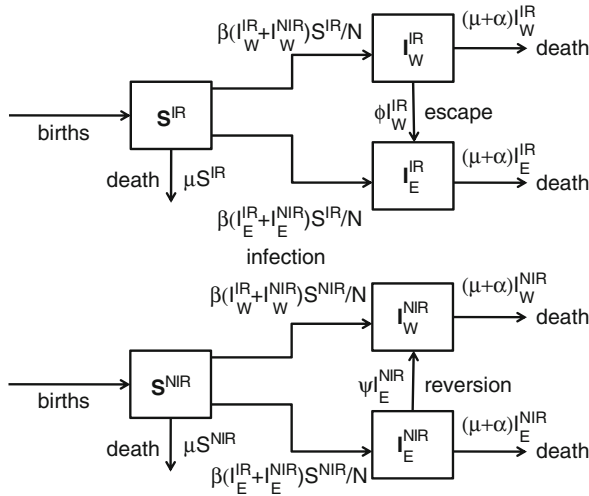 β(I_W^IR+I_W^NIR)S^IR/N
(μ+α)I_W^IR
I_W^IR
death
births
S^IR
ϕI_W^IR escape
death μS^IR
(μ+α)I_E^IR
I_E^IR
death
β(I_E^IR+I_E^NIR)S^IR/N
infection
β(I_W^IR+I_W^NIR)S^NIR/N
(μ+α)I_W^NIR
I_W^NIR
death
births
S^NIR
ψI_E^NIR reversion
death μS^NIR
(μ+α)I_E^NIR
I_E^NIR
death
β(I_E^IR+I_E^NIR)S^NIR/N